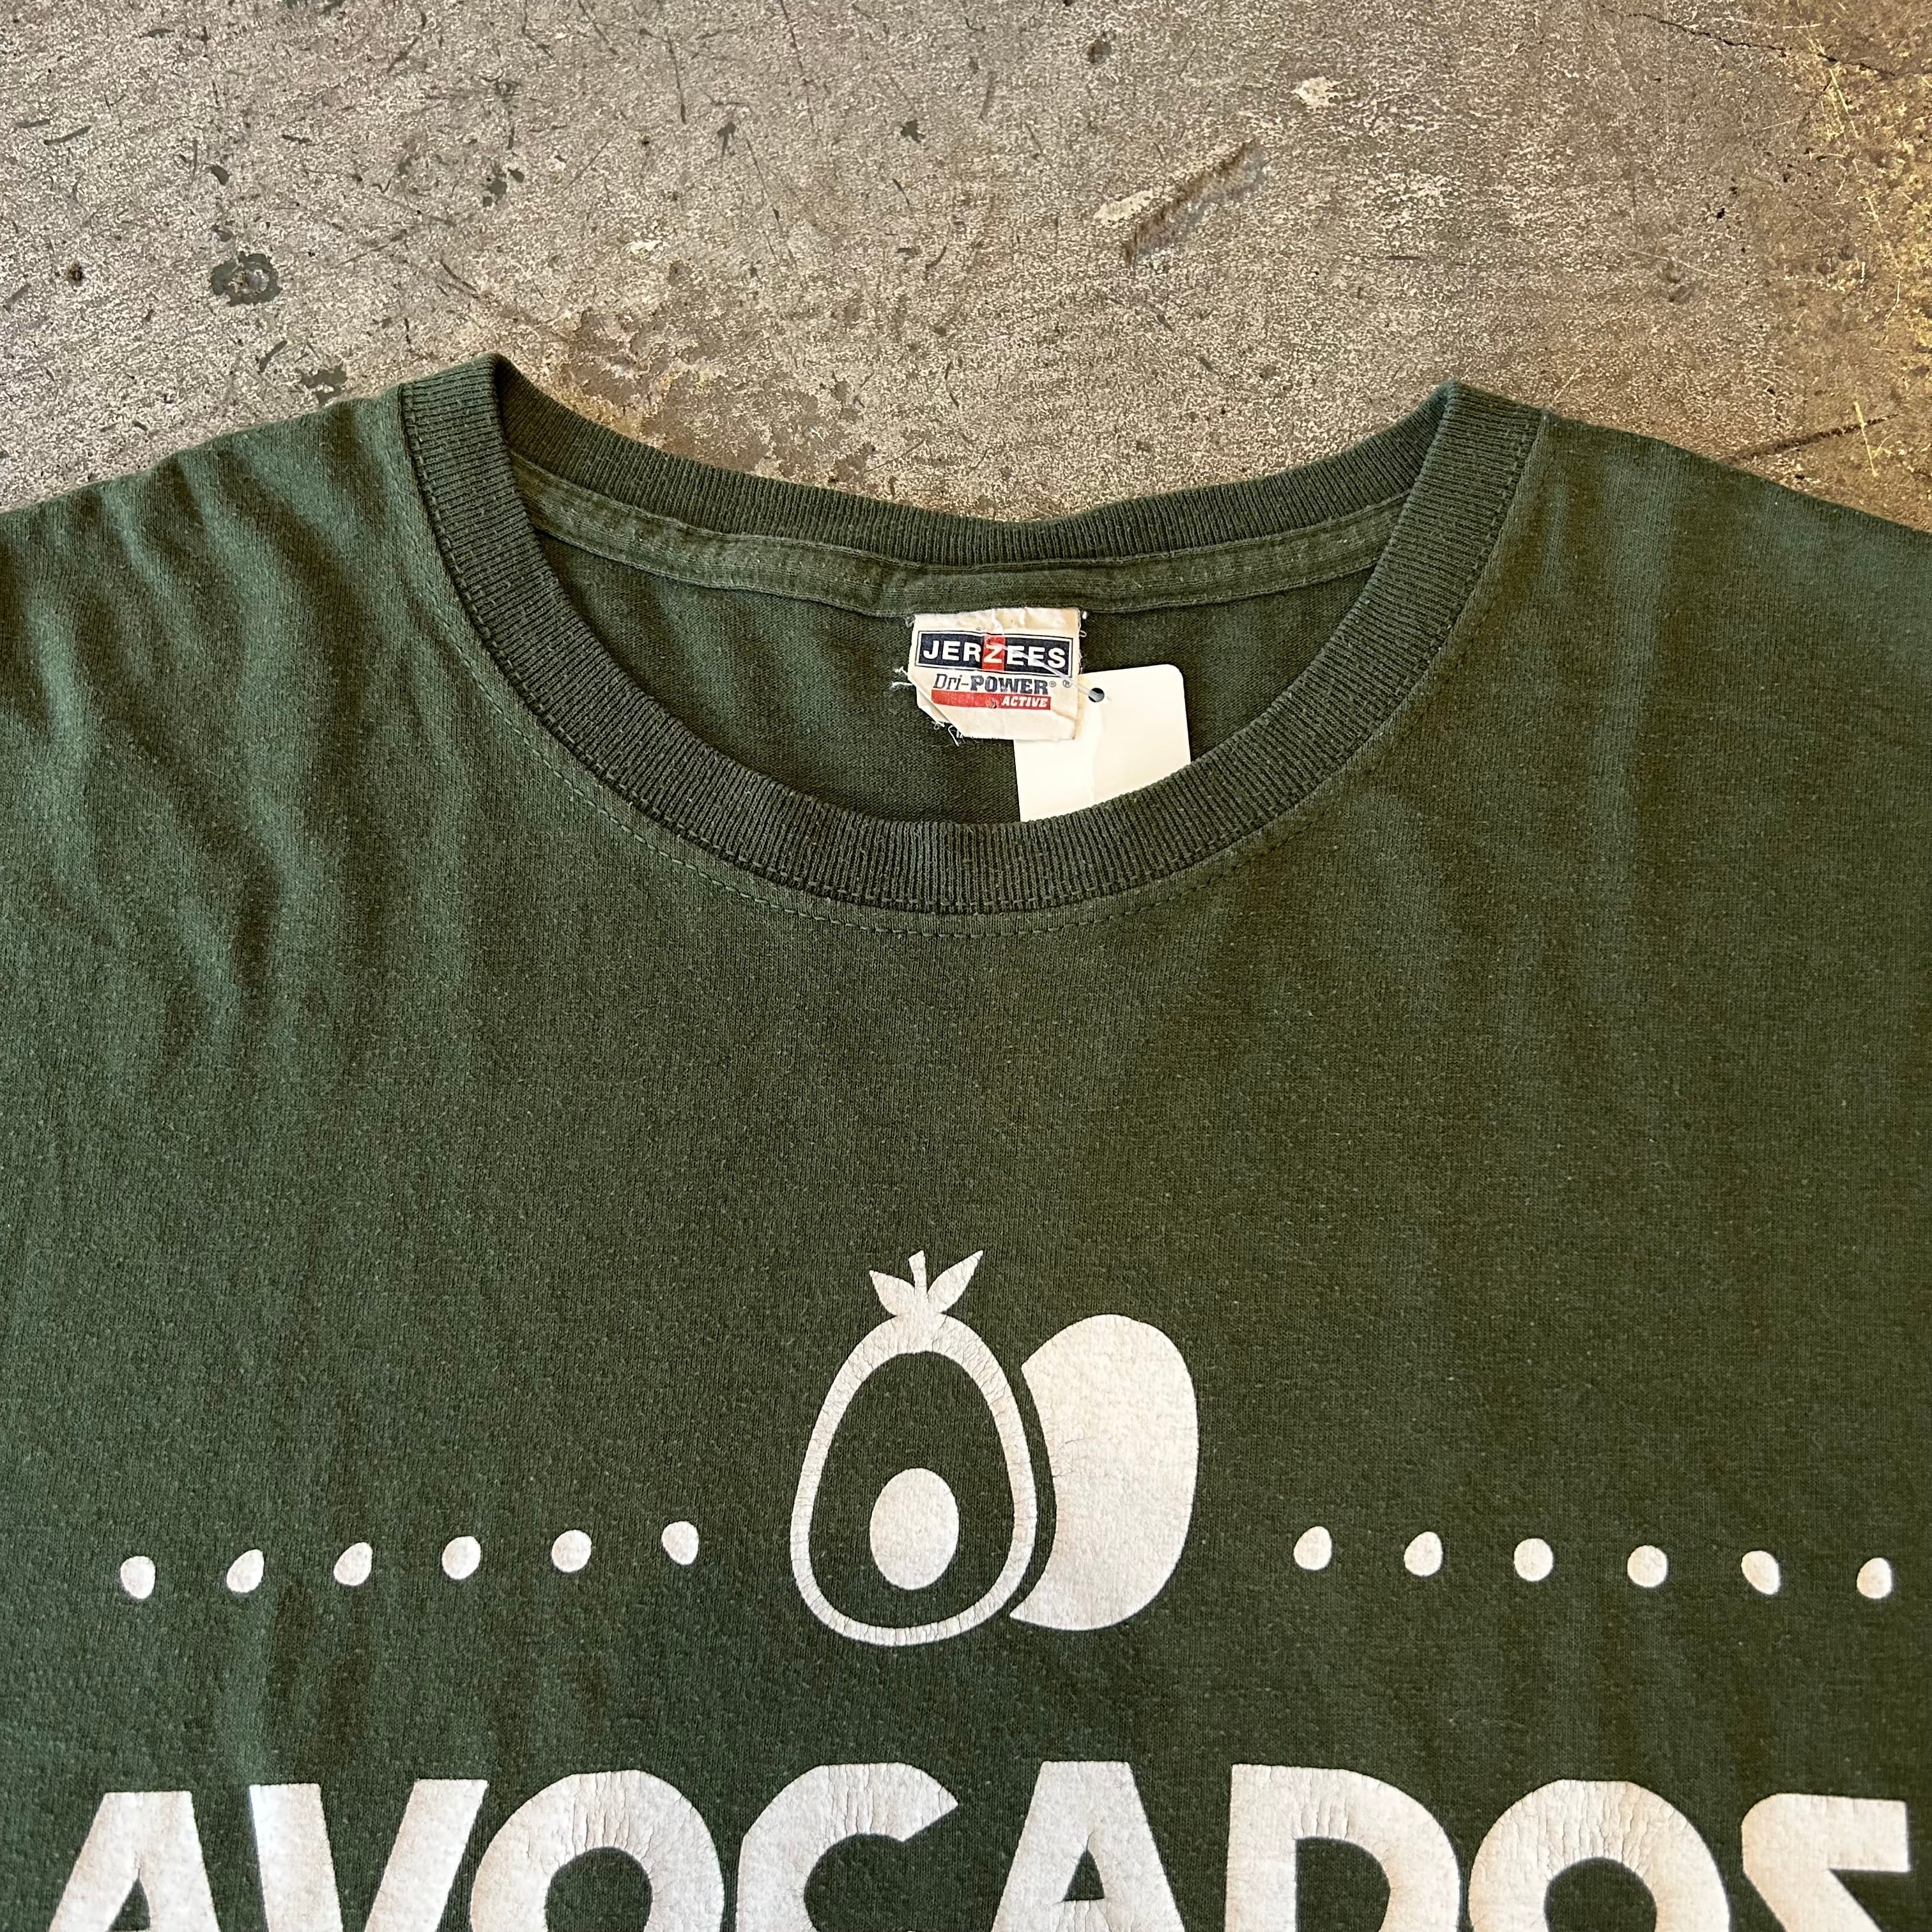 JERZEES
Dri-POWER® ®
ACTIVE
AVOCADOS